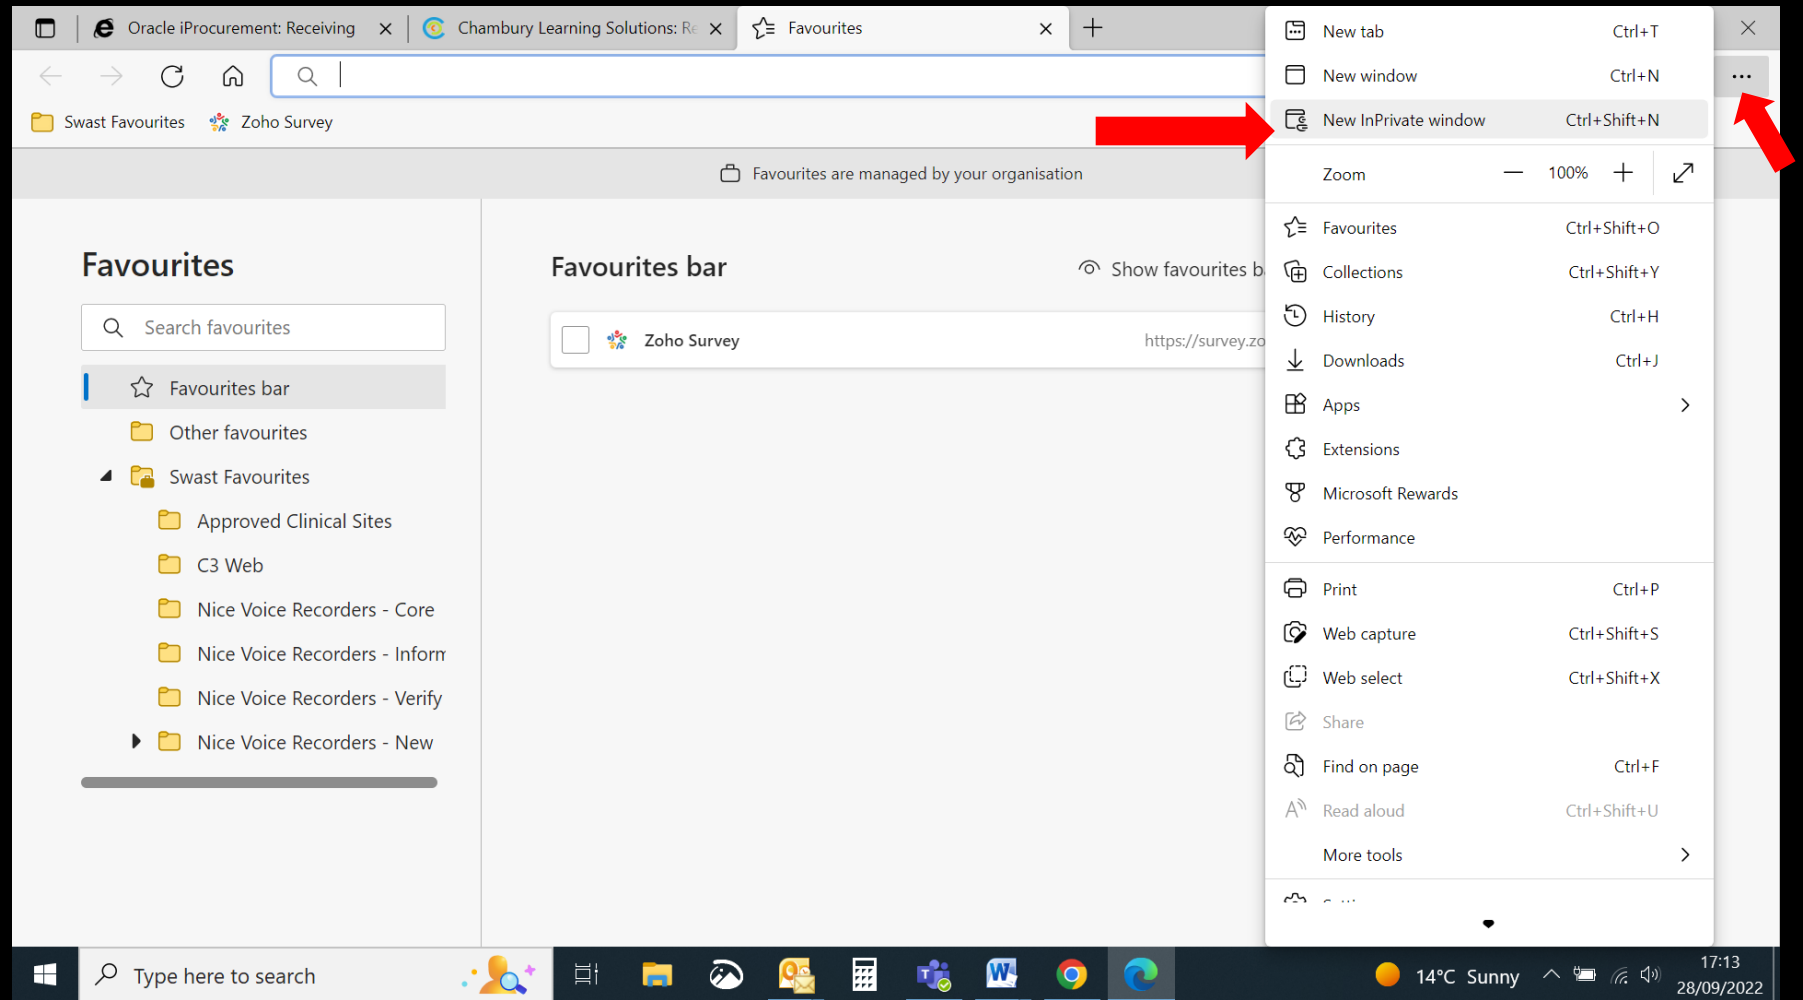 Oracle iProcurement: Receiving
Chambury Learning Solutions: Re
Favourites
Swast Favourites
Zoho Survey
Favourites are managed by your organisation
Favourites
Search favourites
Favourites bar
Other favourites
Swast Favourites
Approved Clinical Sites
C3 Web
Nice Voice Recorders - Core
Nice Voice Recorders - Inform
Nice Voice Recorders - Verify
Nice Voice Recorders - New
Favourites bar
Show favourites ba
Zoho Survey
https://survey.zo
New tab Ctrl+T
New window Ctrl+N
New InPrivate window Ctrl+Shift+N
Zoom 100%
Favourites Ctrl+Shift+O
Collections Ctrl+Shift+Y
History Ctrl+H
Downloads Ctrl+J
Apps
Extensions
Microsoft Rewards
Performance
Print Ctrl+P
Web capture Ctrl+Shift+S
Web select Ctrl+Shift+X
Share
Find on page Ctrl+F
Read aloud Ctrl+Shift+U
More tools
Type here to search
14°C Sunny
17:13
28/09/2022